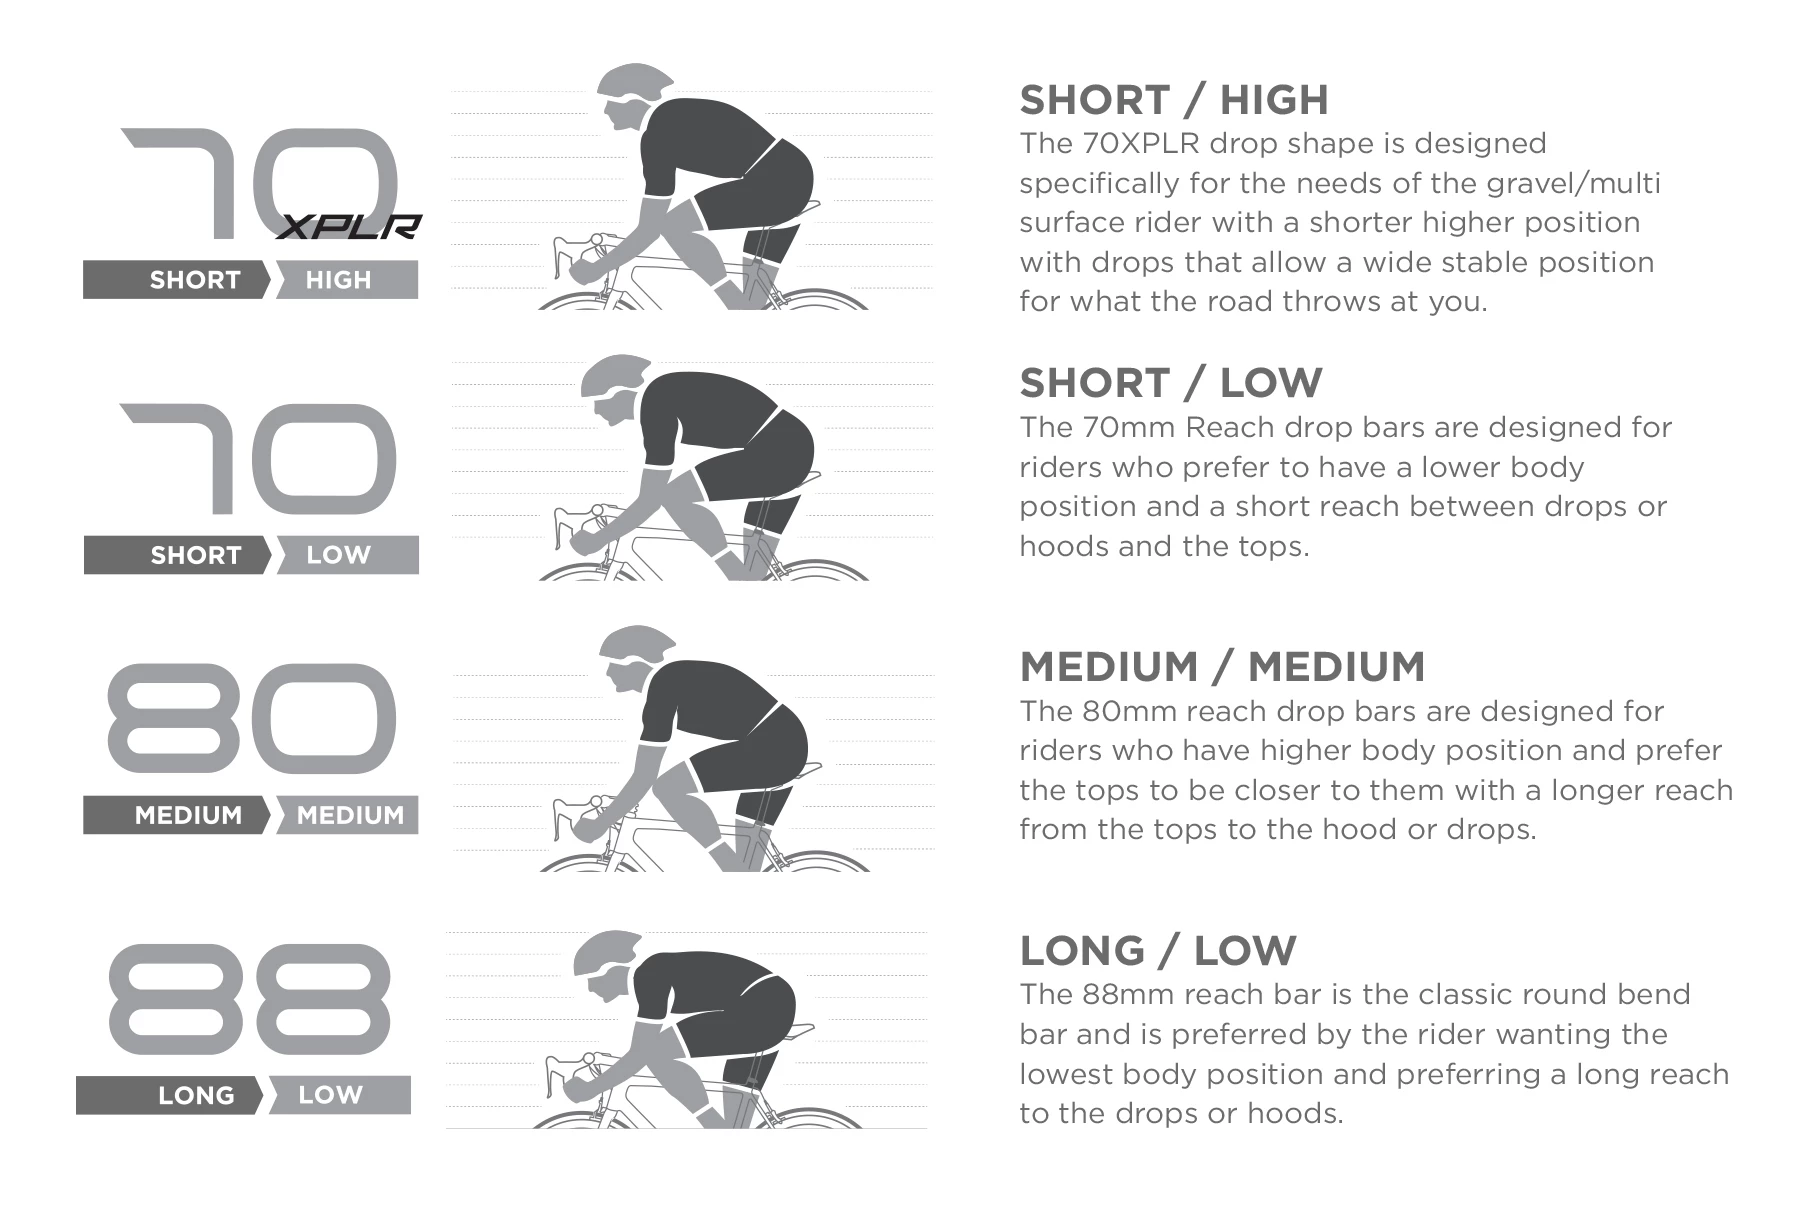 70
XPLR
SHORT HIGH
SHORT / HIGH
The 70XPLR drop shape is designed
specifically for the needs of the gravel/multi
surface rider with a shorter higher position
with drops that allow a wide stable position
for what the road throws at you.
70
SHORT LOW
SHORT / LOW
The 70mm Reach drop bars are designed for
riders who prefer to have a lower body
position and a short reach between drops or
hoods and the tops.
80
MEDIUM MEDIUM
MEDIUM / MEDIUM
The 80mm reach drop bars are designed for
riders who have higher body position and prefer
the tops to be closer to them with a longer reach
from the tops to the hood or drops.
88
LONG LOW
LONG / LOW
The 88mm reach bar is the classic round bend
bar and is preferred by the rider wanting the
lowest body position and preferring a long reach
to the drops or hoods.